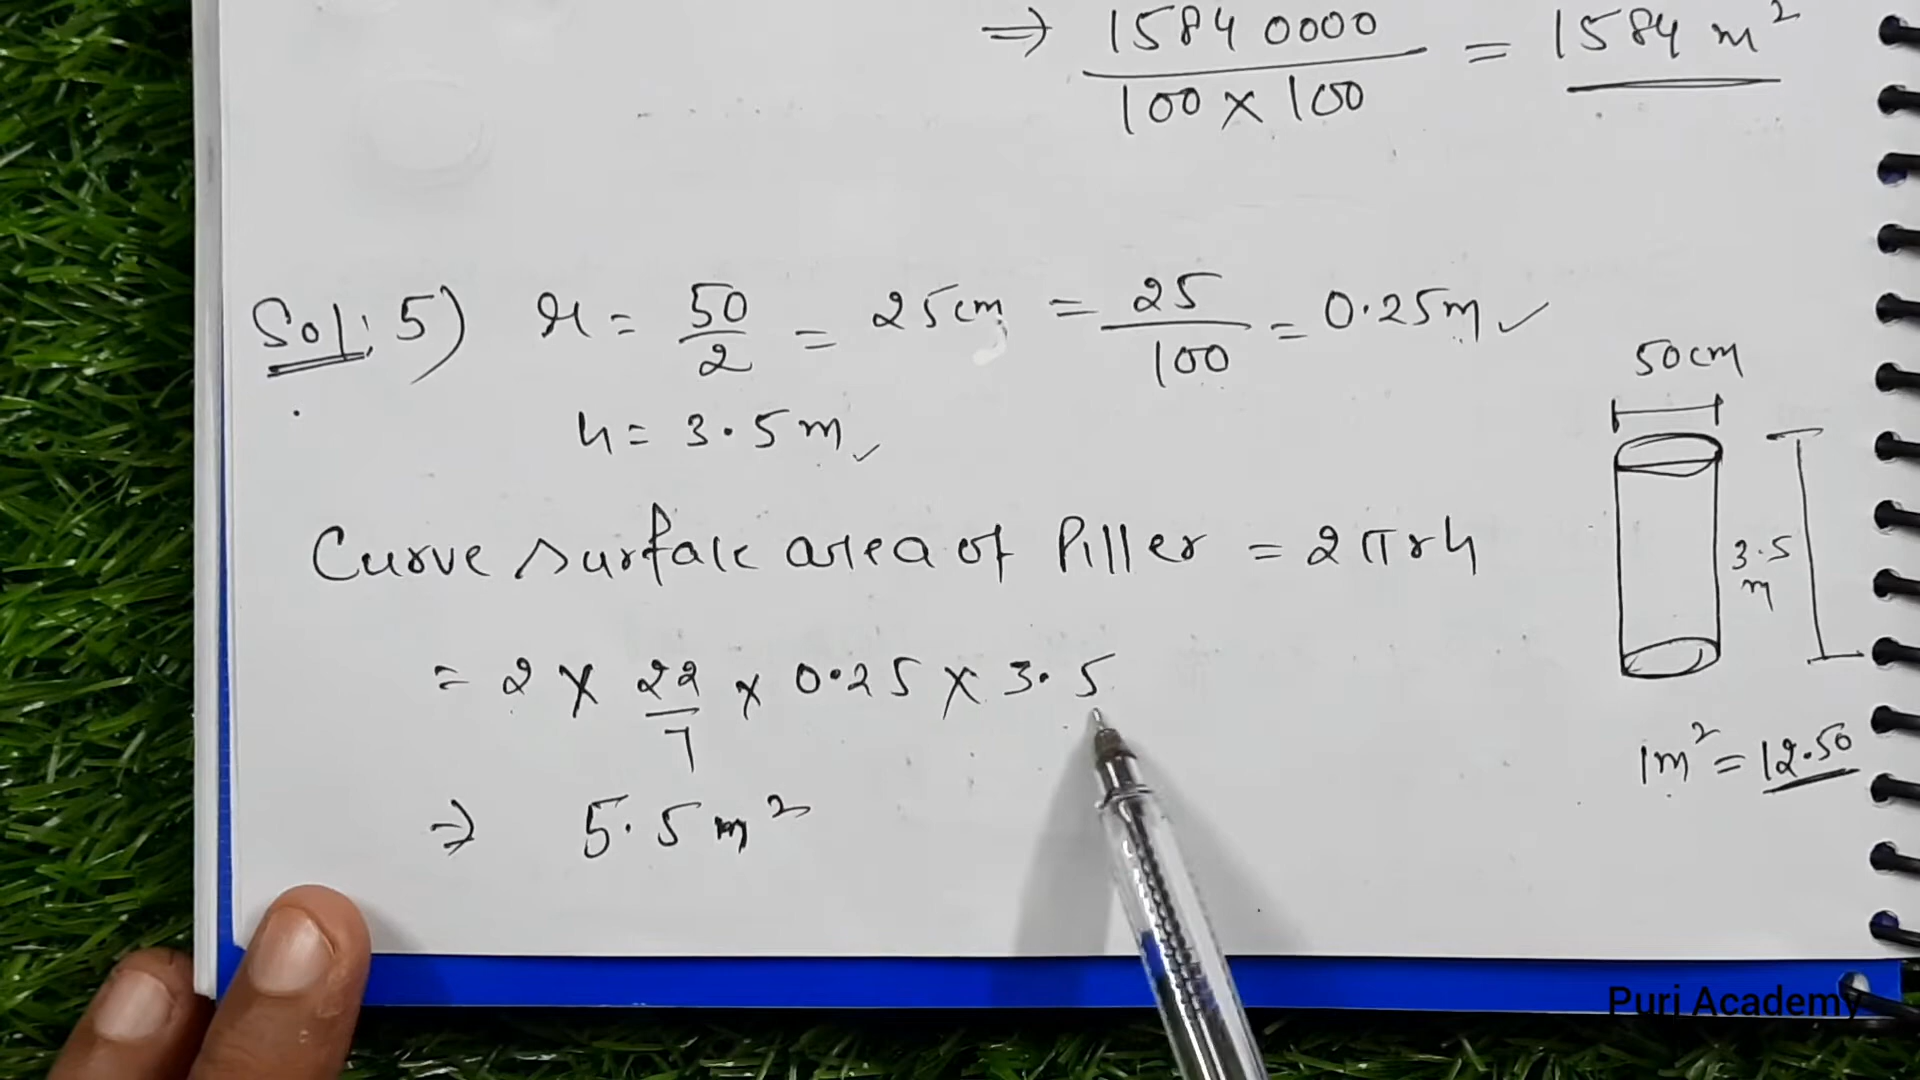 ⇒ 15840000 / 100 × 100 = 1584 m²
Sol: 5) r = 50/2 = 25cm = 25/100 = 0.25m ✓
h = 3.5m ✓
50cm
Curve surface area of Piller = 2πrh
3.5
m
= 2 × 22/7 × 0.25 × 3.5
1m² = 12.50
⇒ 5.5m²
Puri Academy